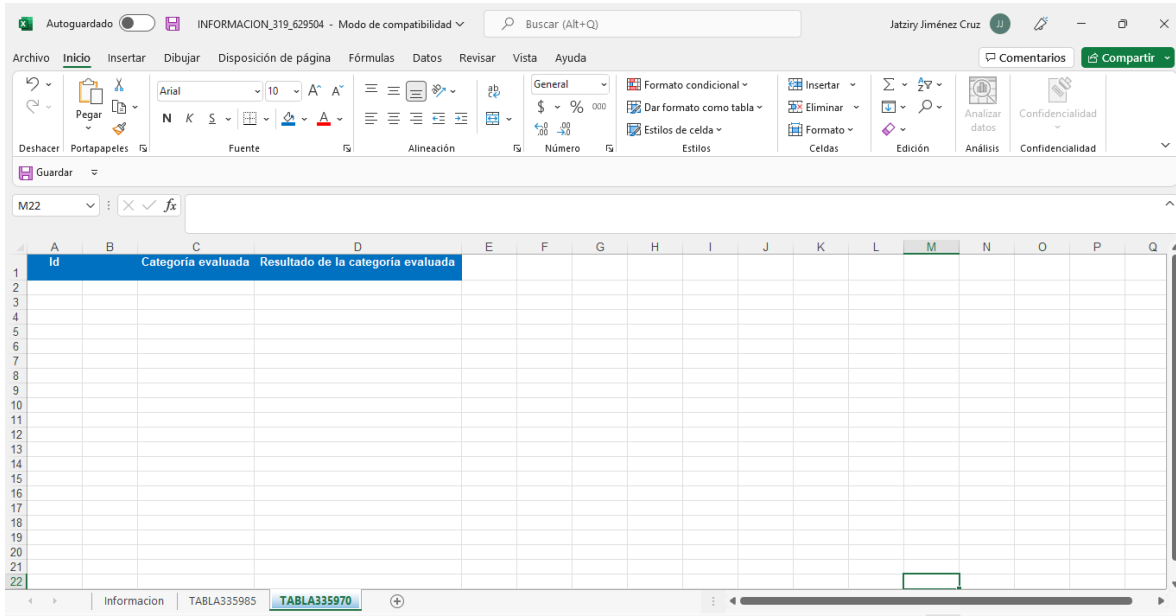 Autoguardado INFORMACION_319_629504 - Modo de compatibilidad Buscar (Alt+Q) Jatziry Jiménez Cruz JJ
Archivo Inicio Insertar Dibujar Disposición de página Fórmulas Datos Revisar Vista Ayuda Comentarios Compartir
Pegar Arial 10 A^ A˅ ab General Formato condicional Insertar Σ
N K S A $ % 000 Dar formato como tabla Eliminar Analizar datos Confidencialidad
Estilos de celda Formato
Deshacer Portapapeles Fuente Alineación Número Estilos Celdas Edición Análisis Confidencialidad
Guardar
M22 fx
A B C D E F G H I J K L M N O P Q
1 Id Categoría evaluada Resultado de la categoría evaluada
2
3
4
5
6
7
8
9
10
11
12
13
14
15
16
17
18
19
20
21
22
Informacion TABLA335985 TABLA335970